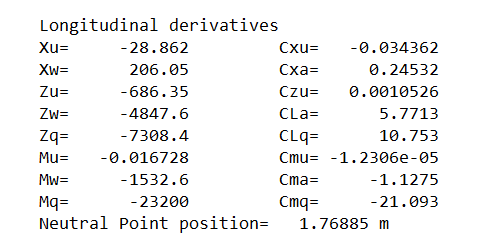 Longitudinal derivatives
Xu=     -28.862         Cxu=   -0.034362
Xw=      206.05         Cxa=     0.24532
Zu=     -686.35         Czu=   0.0010526
Zw=     -4847.6         CLa=      5.7713
Zq=     -7308.4         CLq=      10.753
Mu=   -0.016728         Cmu= -1.2306e-05
Mw=     -1532.6         Cma=     -1.1275
Mq=      -23200         Cmq=     -21.093
Neutral Point position=   1.76885 m